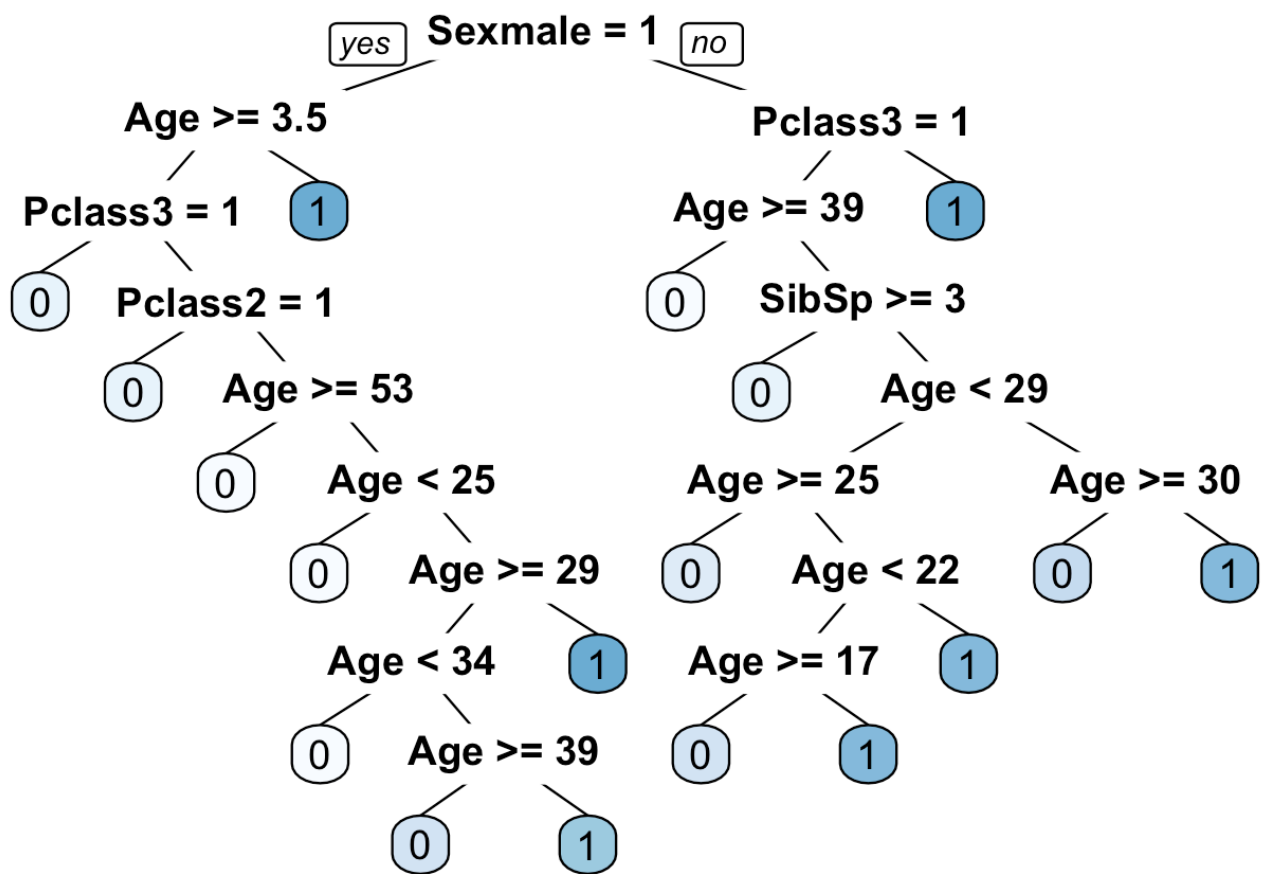 yes Sexmale = 1 no
Age >= 3.5 Pclass3 = 1
Pclass3 = 1 1 Age >= 39 1
0 Pclass2 = 1 0 SibSp >= 3
0 Age >= 53 0 Age < 29
0 Age < 25 Age >= 25 Age >= 30
0 Age >= 29 0 Age < 22 0 1
Age < 34 1 Age >= 17 1
0 Age >= 39 0 1
0 1